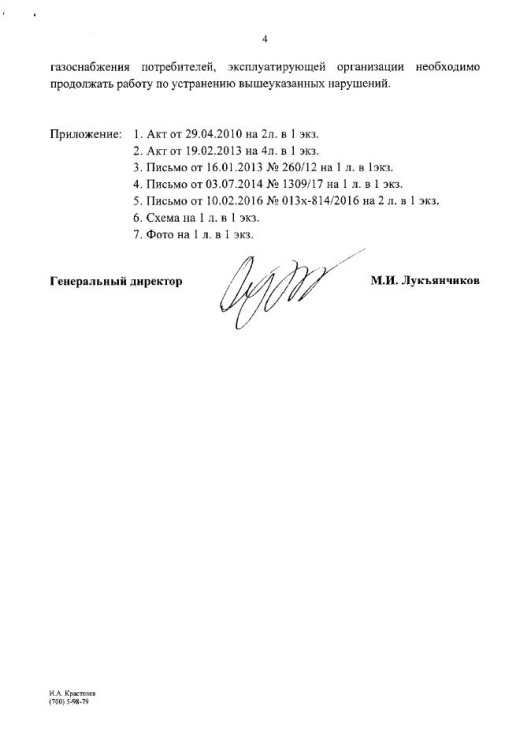 4
газоснабжения потребителей, эксплуатирующей организации необходимо
продолжать работу по устранению вышеуказанных нарушений.
Приложение: 1. Акт от 29.04.2010 на 2л. в 1 экз.
2. Акт от 19.02.2013 на 4л. в 1 экз.
3. Письмо от 16.01.2013 № 260/12 на 1 л. в 1экз.
4. Письмо от 03.07.2014 № 1309/17 на 1 л. в 1 экз.
5. Письмо от 10.02.2016 № 013х-814/2016 на 2 л. в 1 экз.
6. Схема на 1 л. в 1 экз.
7. Фото на 1 л. в 1 экз.
Генеральный директор М.И. Лукъянчиков
И.А. Крастовев
(700) 5-98-79